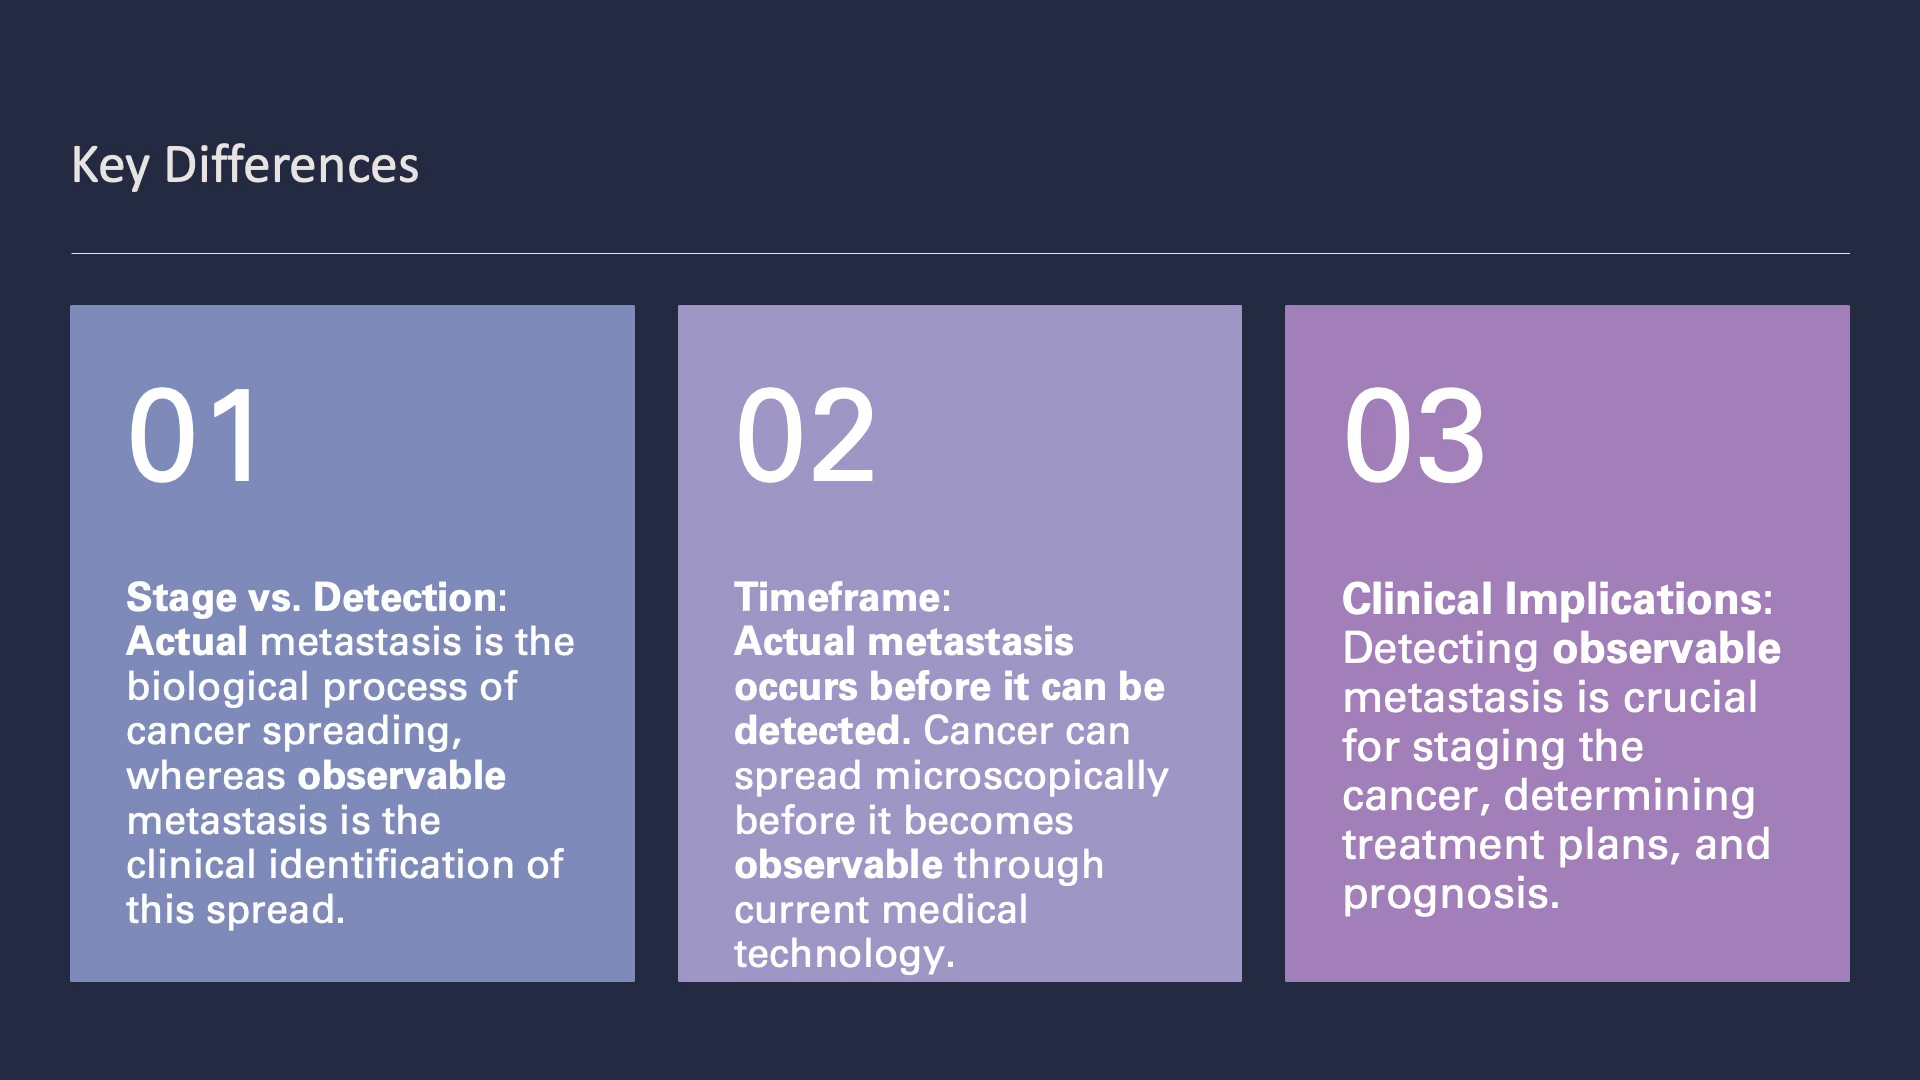 Key Differences
01
Stage vs. Detection:
Actual metastasis is the
biological process of
cancer spreading,
whereas observable
metastasis is the
clinical identification of
this spread.
02
Timeframe:
Actual metastasis
occurs before it can be
detected. Cancer can
spread microscopically
before it becomes
observable through
current medical
technology.
03
Clinical Implications:
Detecting observable
metastasis is crucial
for staging the
cancer, determining
treatment plans, and
prognosis.